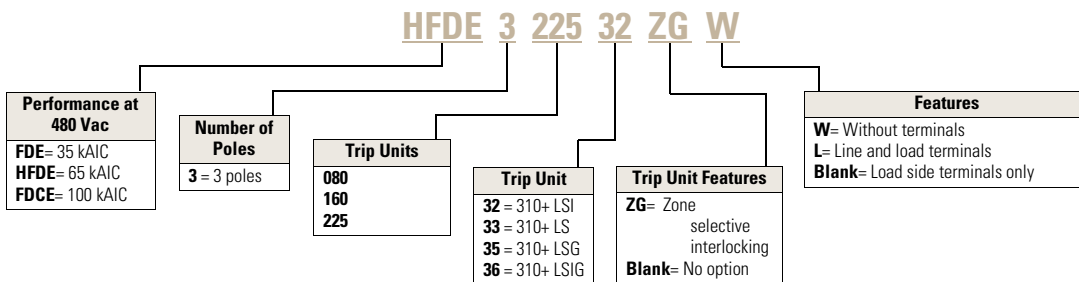 HFDE 3 225 32 ZG W
Performance at
480 Vac
FDE= 35 kAIC
HFDE= 65 kAIC
FDCE= 100 kAIC
Number of
Poles
3 = 3 poles
Trip Units
080
160
225
Trip Unit
32 = 310+ LSI
33 = 310+ LS
35 = 310+ LSG
36 = 310+ LSIG
Trip Unit Features
ZG= Zone
selective
interlocking
Blank= No option
Features
W= Without terminals
L= Line and load terminals
Blank= Load side terminals only